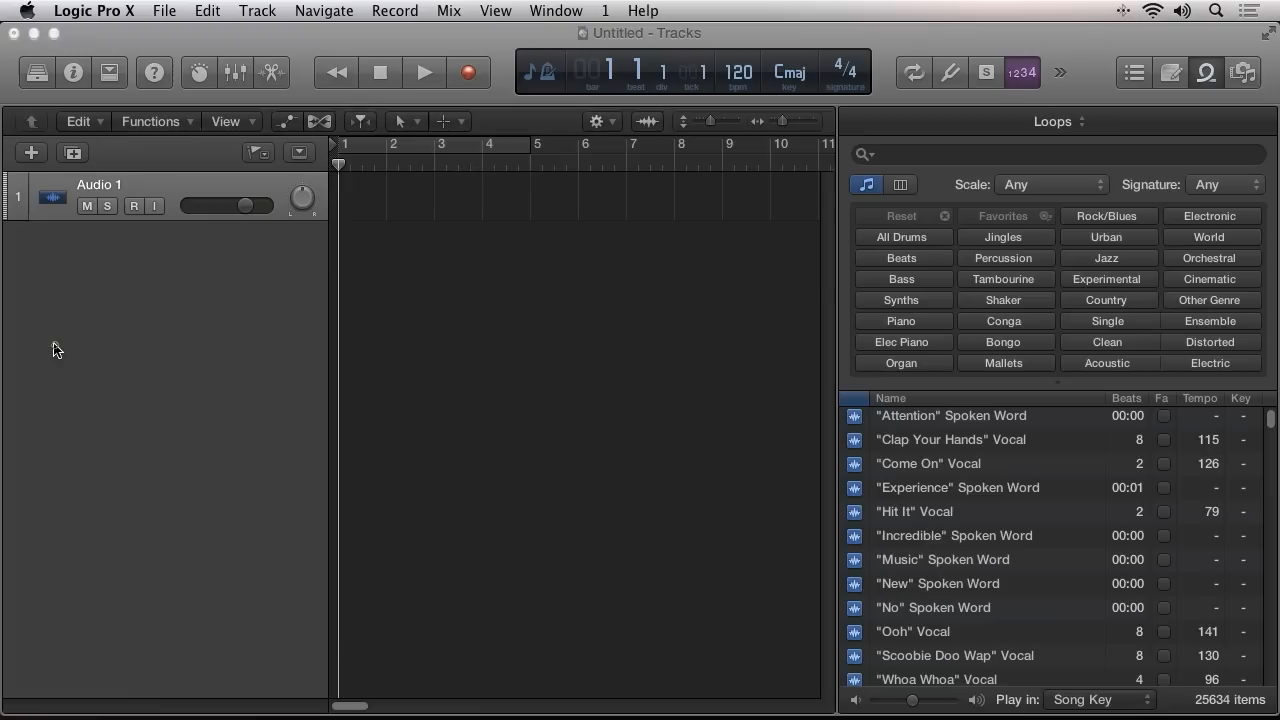 Logic Pro X File Edit Track Navigate Record Mix View Window 1 Help
Untitled - Tracks
1 1 1 1 120 Cmaj 4/4
bar beat div tick bpm key signature
S 1234
Edit Functions View
Loops
1 2 3 4 5 6 7 8 9 10 11
Scale: Any Signature: Any
1 Audio 1
M S R I L R
Reset Favorites Rock/Blues Electronic
All Drums Jingles Urban World
Beats Percussion Jazz Orchestral
Bass Tambourine Experimental Cinematic
Synths Shaker Country Other Genre
Piano Conga Single Ensemble
Elec Piano Bongo Clean Distorted
Organ Mallets Acoustic Electric
Name Beats Fa Tempo Key
"Attention" Spoken Word 00:00 - -
"Clap Your Hands" Vocal 8 115 -
"Come On" Vocal 2 126 -
"Experience" Spoken Word 00:01 - -
"Hit It" Vocal 2 79 -
"Incredible" Spoken Word 00:00 - -
"Music" Spoken Word 00:00 - -
"New" Spoken Word 00:00 - -
"No" Spoken Word 00:00 - -
"Ooh" Vocal 8 141 -
"Scoobie Doo Wap" Vocal 8 130 -
"Whoa Whoa" Vocal 4 96 -
Play in: Song Key 25634 items